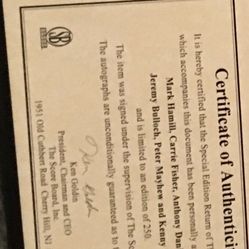 Certificate of Authenti
It is hereby certified that the Special Edition Return of T
which accompanies this document has been personally s
Mark Hamill, Carrie Fisher, Anthony Dan
Jeremy Bulloch, Peter Mayhew and Kenny
and is limited to an edition of 250
The item was signed under the supervision of The Sc
The autographs are unconditionally guaranteed as to
Ken Goldin
President, Chairman and CEO
The Score Board, Inc.
1951 Old Cuthbert Road, Cherry Hill, NJ